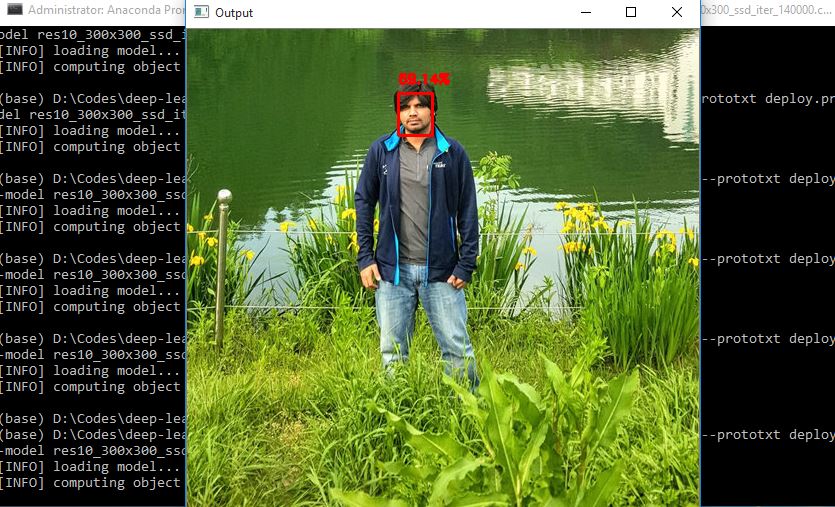 Administrator: Anaconda Pro
Output
0x300_ssd_iter_140000.c...
odel res10_300x300_ssd_it
[INFO] loading model...
[INFO] computing object
(base) D:\Codes\deep-lea
rototxt deploy.pr
del res10_300x300_ssd_it
[INFO] loading model...
[INFO] computing object
68.14%
(base) D:\Codes\deep-lea
--prototxt deploy
-model res10_300x300_ssd
[INFO] loading model...
[INFO] computing object
(base) D:\Codes\deep-lea
--prototxt deploy
-model res10_300x300_ssd
[INFO] loading model...
[INFO] computing object
(base) D:\Codes\deep-lea
--prototxt deploy
-model res10_300x300_ssd
[INFO] loading model...
[INFO] computing object
(base) D:\Codes\deep-lea
(base) D:\Codes\deep-lea
--prototxt deploy
-model res10_300x300_ssd
[INFO] loading model...
[INFO] computing object